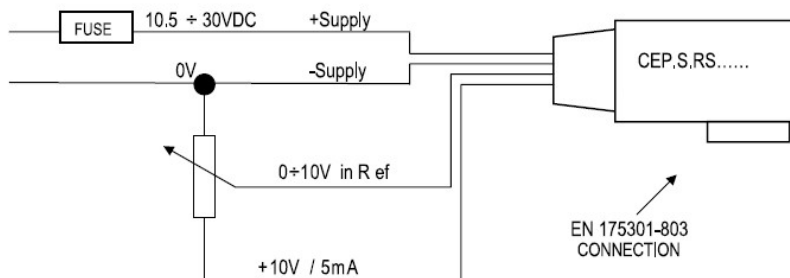 FUSE
10.5 ÷ 30VDC
+Supply
0V
-Supply
CEP,S,RS......
0÷10V in R ef
EN 175301-803
CONNECTION
+10V / 5mA